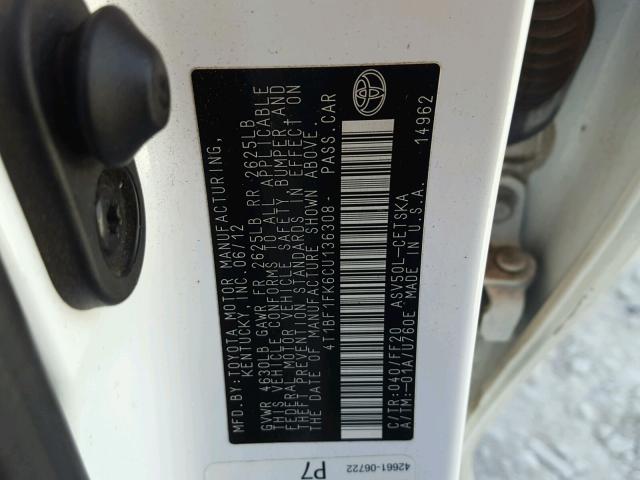 MFD.BY:TOYOTA MOTOR MANUFACTURING,
KENTUCKY, INC. 06/12
GVWR 4630LB GAWR FR 2625LB RR 2625LB
THIS VEHICLE CONFORMS TO ALL APPLICABLE
FEDERAL MOTOR VEHICLE SAFETY, BUMPER, AND
THEFT PREVENTION STANDARDS IN EFFECT ON
THE DATE OF MANUFACTURE SHOWN ABOVE.
4T1BF1FK6CU136308 PASS.CAR
C/TR:040/FF20 ASV50L-CETSKA
A/TM:-01A/U760E MADE IN U.S.A. 14962
42661-06722
P7